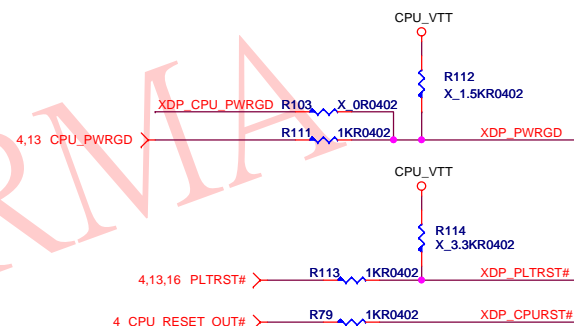 CPU_VTT
R112
X_1.5KR0402
XDP_CPU_PWRGD R103 X_0R0402
4,13 CPU_PWRGD R111 1KR0402 XDP_PWRGD
CPU_VTT
R114
X_3.3KR0402
4,13,16 PLTRST# R113 1KR0402 XDP_PLTRST#
4 CPU_RESET_OUT# R79 1KR0402 XDP_CPURST#
RMA